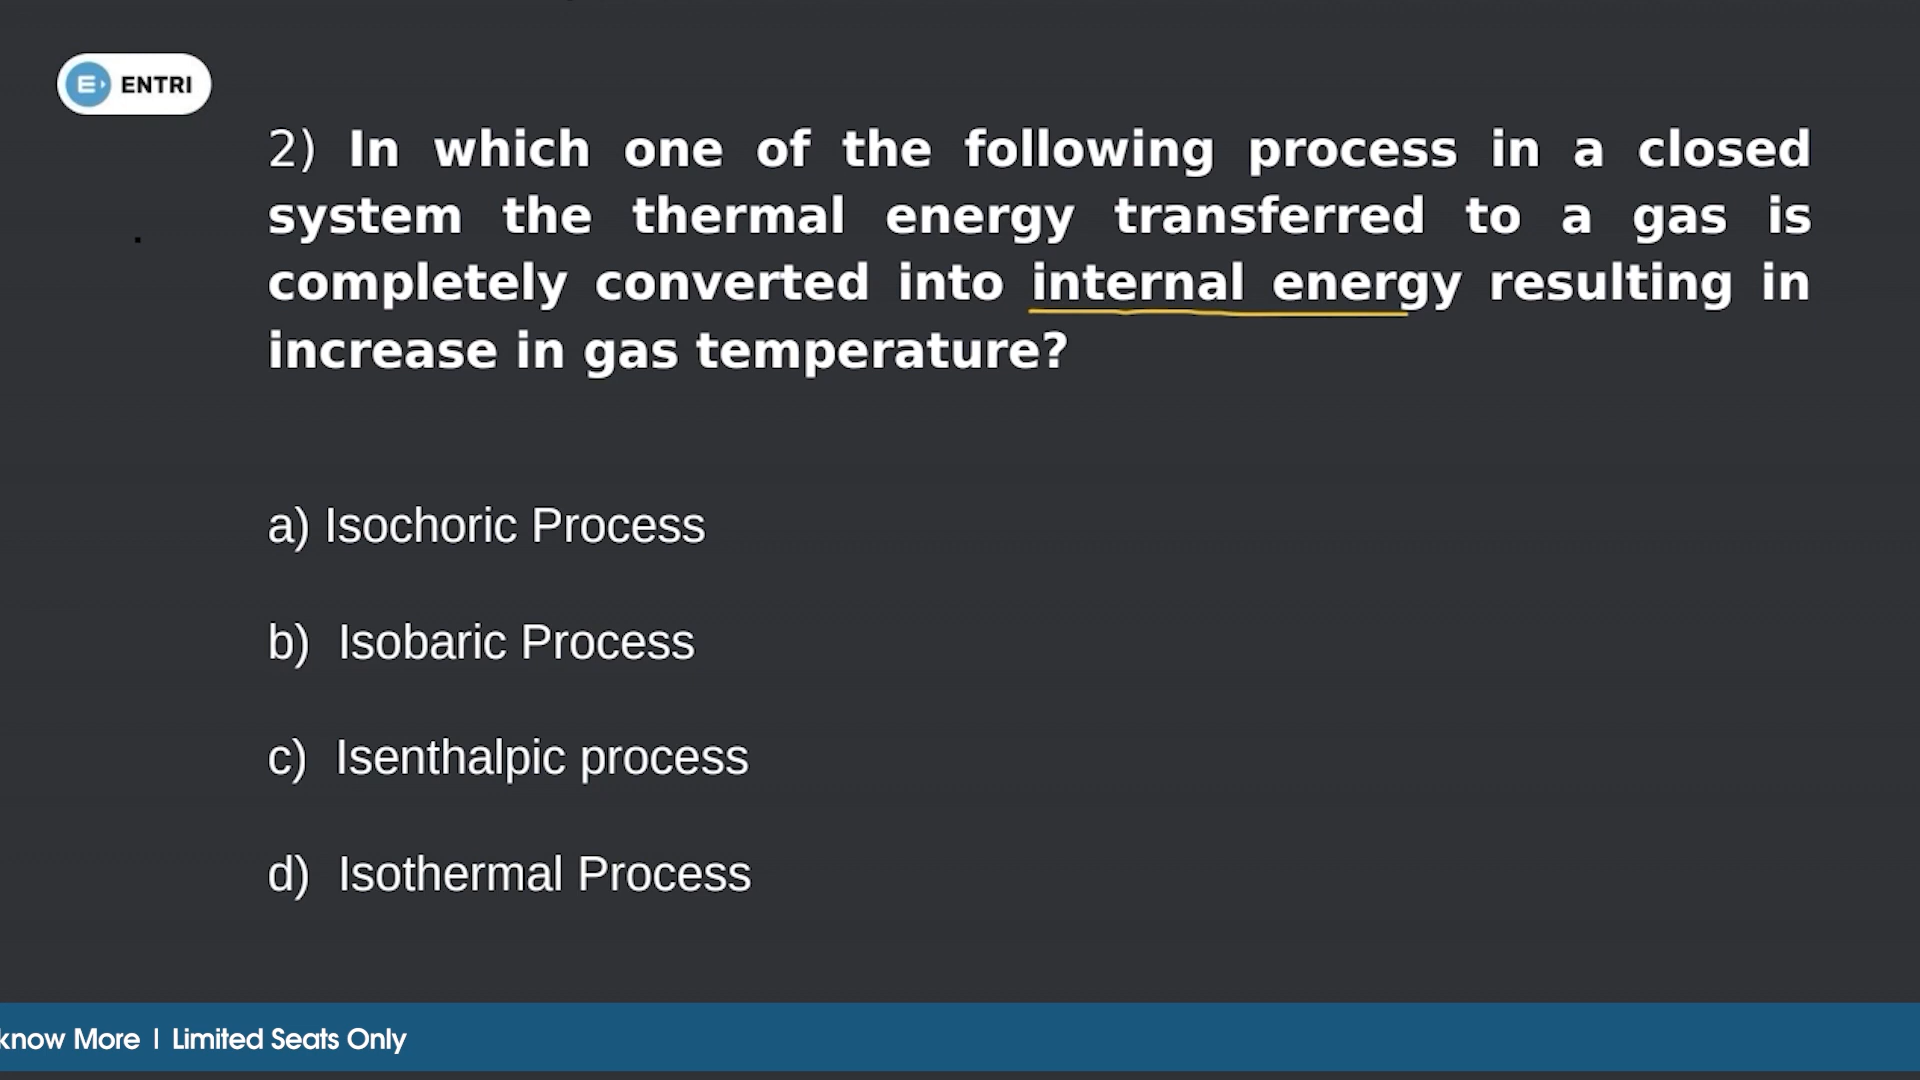 ENTRI
2) In which one of the following process in a closed
system the thermal energy transferred to a gas is
completely converted into internal energy resulting in
increase in gas temperature?
a) Isochoric Process
b) Isobaric Process
c) Isenthalpic process
d) Isothermal Process
know More | Limited Seats Only